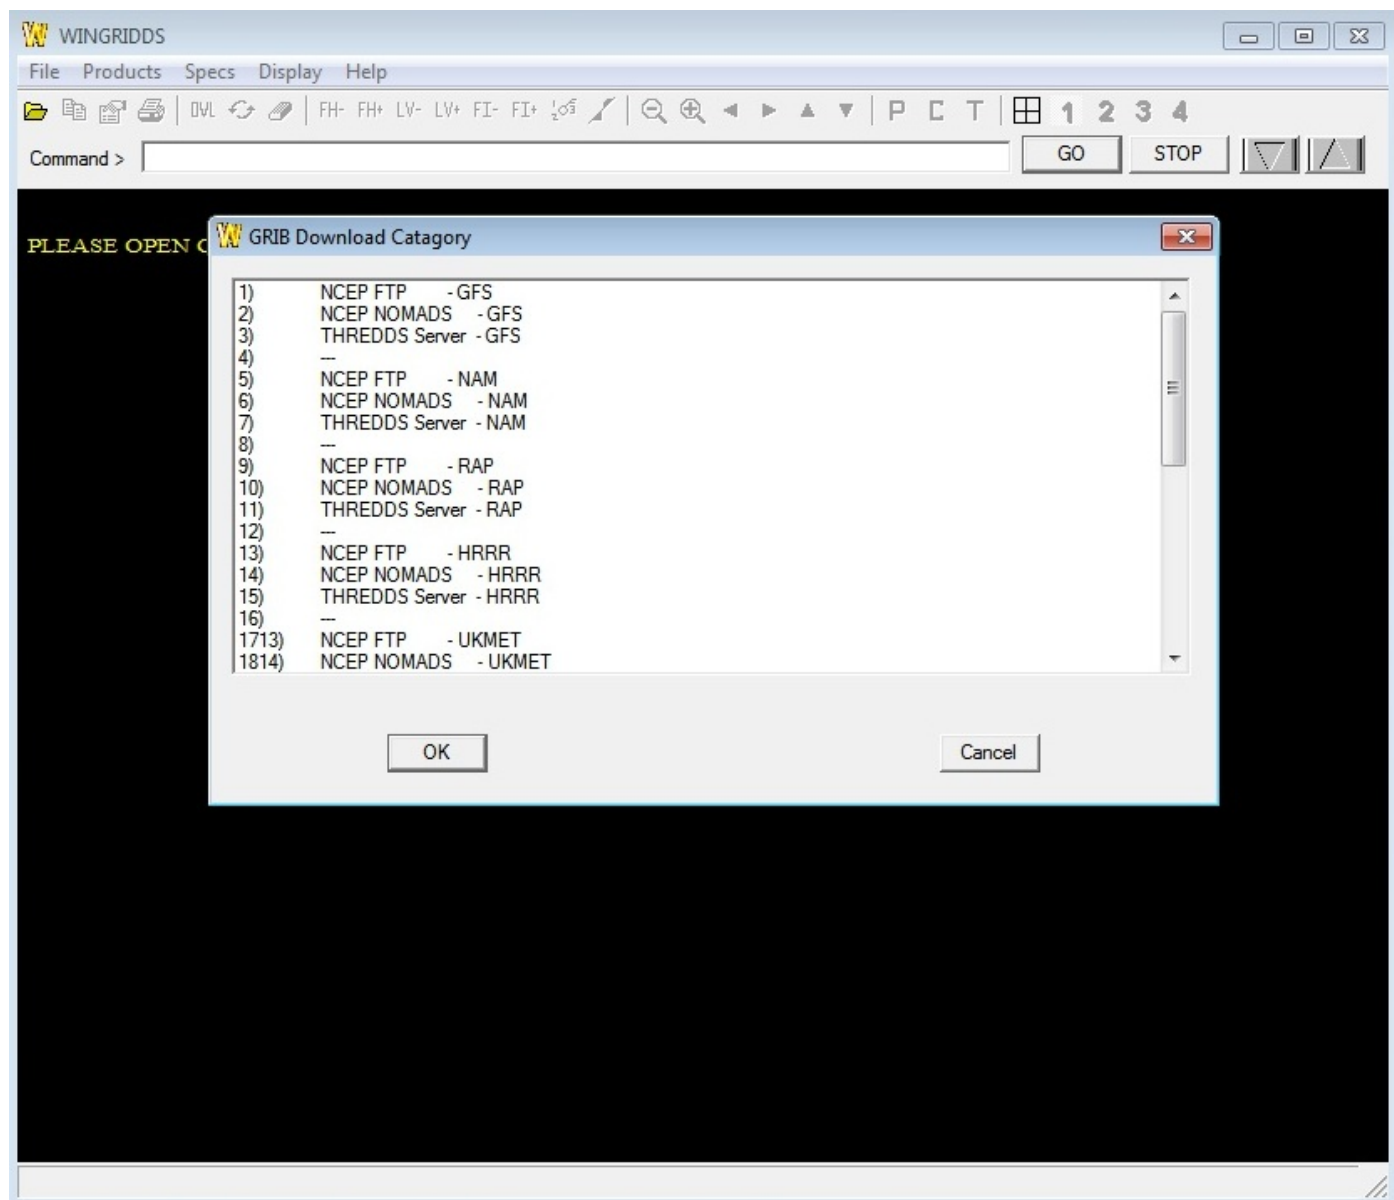 WINGRIDDS
File Products Specs Display Help
OVL FH- FH+ LV- LV+ FI- FI+ P C T 1 2 3 4
Command > GO STOP
PLEASE OPEN
GRIB Download Catagory
1) NCEP FTP - GFS
2) NCEP NOMADS - GFS
3) THREDDS Server - GFS
4) ---
5) NCEP FTP - NAM
6) NCEP NOMADS - NAM
7) THREDDS Server - NAM
8) ---
9) NCEP FTP - RAP
10) NCEP NOMADS - RAP
11) THREDDS Server - RAP
12) ---
13) NCEP FTP - HRRR
14) NCEP NOMADS - HRRR
15) THREDDS Server - HRRR
16) ---
1713) NCEP FTP - UKMET
1814) NCEP NOMADS - UKMET
OK Cancel